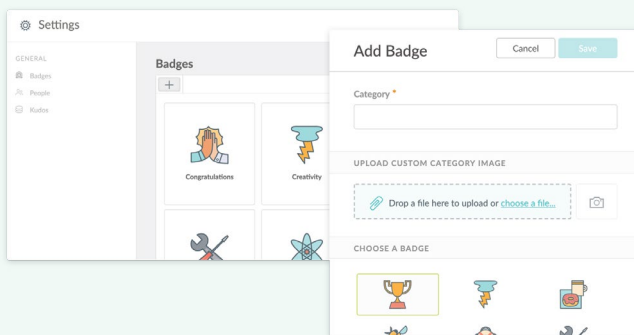 Settings
GENERAL
Badges
People
Kudos
Badges
+
Congratulations
Creativity
Add Badge
Cancel
Save
Category *
UPLOAD CUSTOM CATEGORY IMAGE
Drop a file here to upload or choose a file...
CHOOSE A BADGE